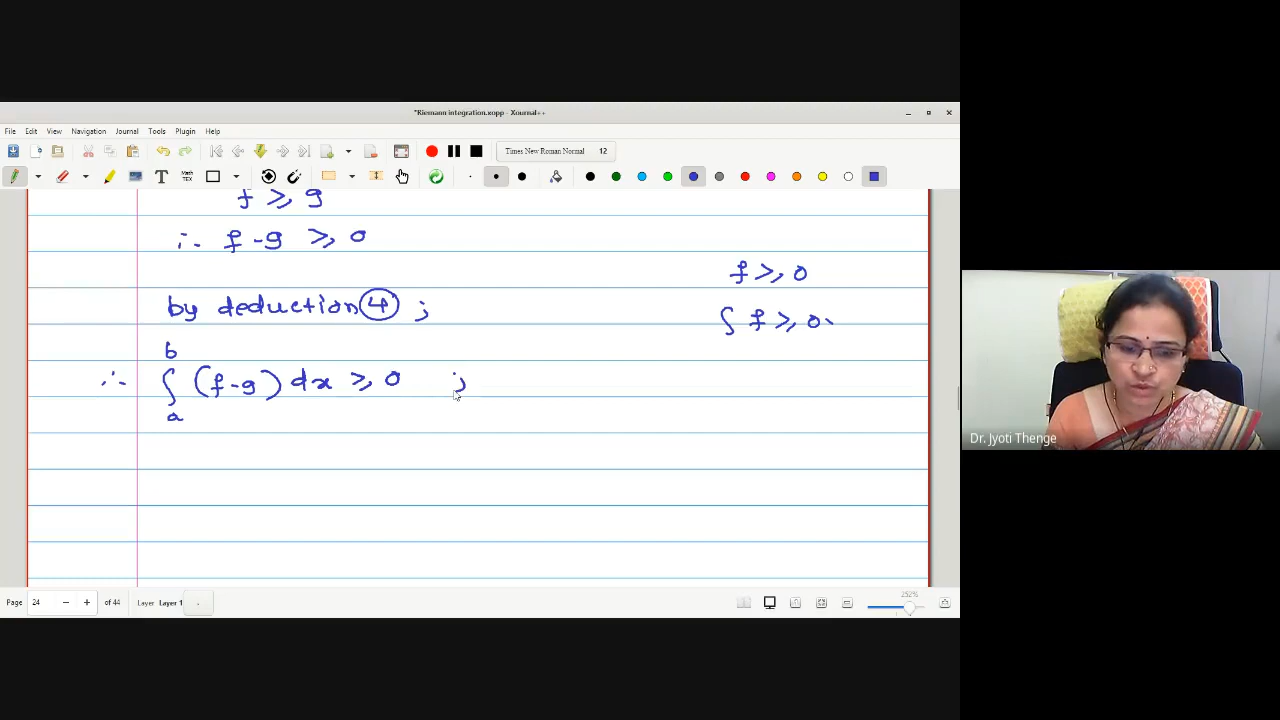 *Riemann integration.xopp - Xournal++
File Edit View Navigation Journal Tools Plugin Help
Times New Roman Normal 12
f ≥ g
∴ f - g ≥ 0
f ≥ 0
by deduction ④ ;
∫ f ≥ 0
b
∴ ∫ (f-g) dx ≥ 0 ;
a
Dr. Jyoti Thenge
Page 24 of 44 Layer Layer 1
252%